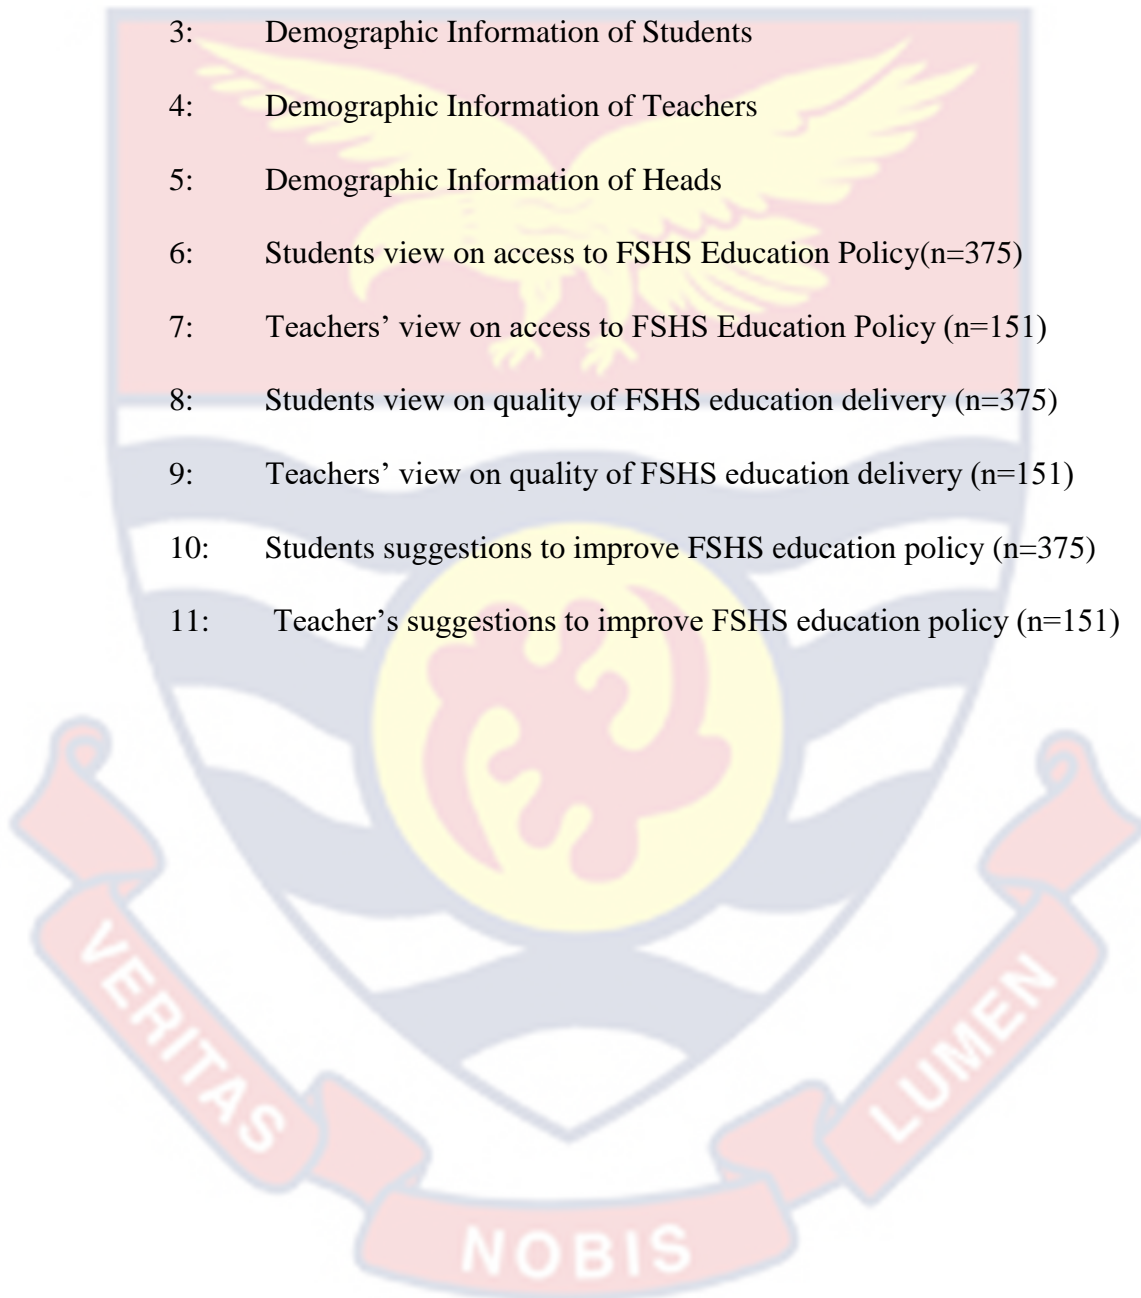 3: Demographic Information of Students
4: Demographic Information of Teachers
5: Demographic Information of Heads
6: Students view on access to FSHS Education Policy(n=375)
7: Teachers’ view on access to FSHS Education Policy (n=151)
8: Students view on quality of FSHS education delivery (n=375)
9: Teachers’ view on quality of FSHS education delivery (n=151)
10: Students suggestions to improve FSHS education policy (n=375)
11: Teacher’s suggestions to improve FSHS education policy (n=151)
VERITAS
NOBIS
LUMEN